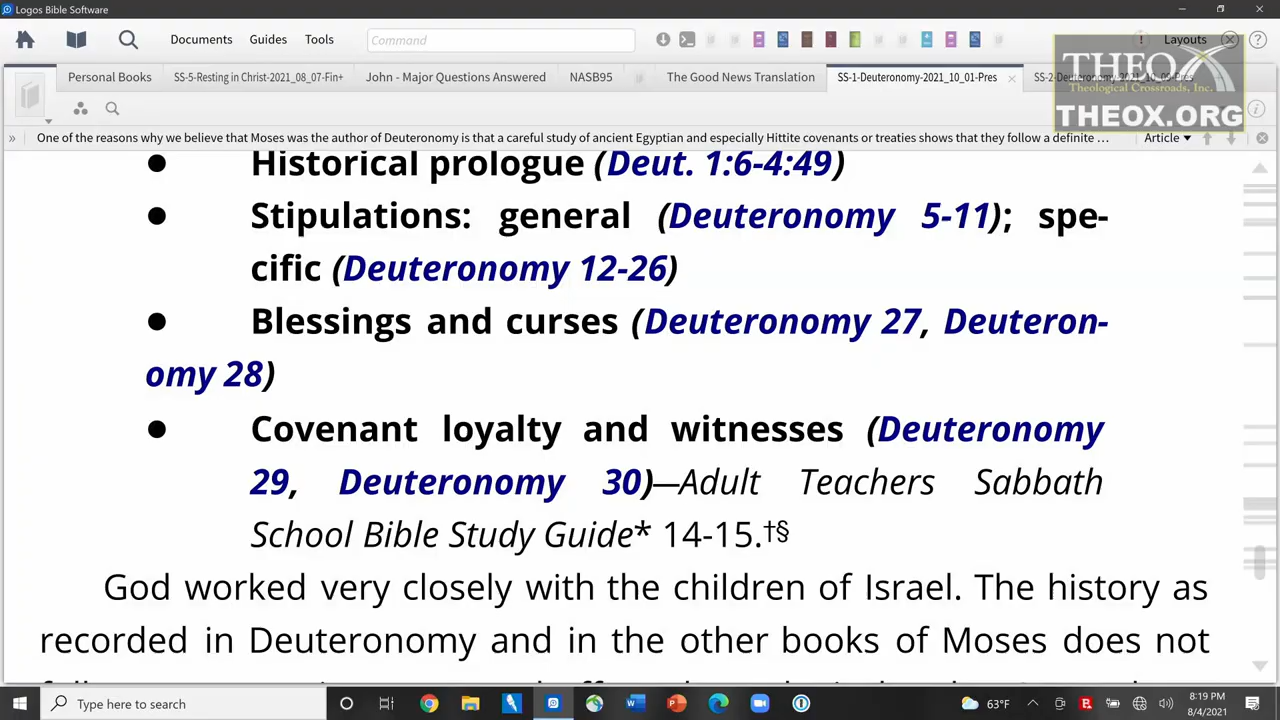 Logos Bible Software
Documents Guides Tools Command Layouts
THEOX
Theological Crossroads, Inc.
THEOX.ORG
Personal Books SS-5-Resting in Christ-2021_08_07-Fin+ John - Major Questions Answered NASB95 The Good News Translation SS-1-Deuteronomy-2021_10_01-Pres
One of the reasons why we believe that Moses was the author of Deuteronomy is that a careful study of ancient Egyptian and especially Hittite covenants or treaties shows that they follow a definite ... Article
● Historical prologue (Deut. 1:6-4:49)
● Stipulations: general (Deuteronomy 5-11); spe-
cific (Deuteronomy 12-26)
● Blessings and curses (Deuteronomy 27, Deuteron-
omy 28)
● Covenant loyalty and witnesses (Deuteronomy
29, Deuteronomy 30)—Adult Teachers Sabbath
School Bible Study Guide* 14-15.†§
God worked very closely with the children of Israel. The history as
recorded in Deuteronomy and in the other books of Moses does not
Type here to search
63°F
8:19 PM
8/4/2021